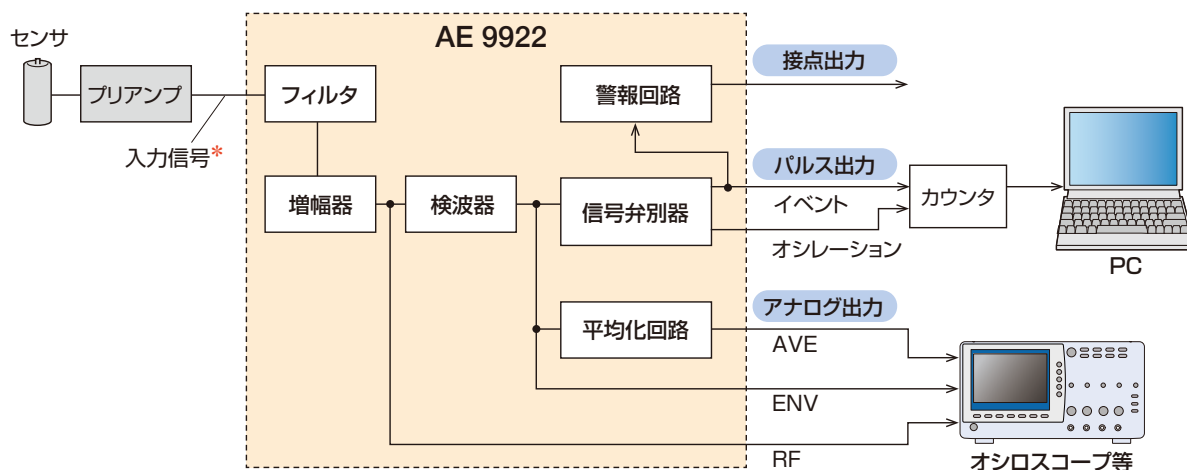 センサ
プリアンプ
入力信号*
AE 9922
フィルタ
増幅器
検波器
警報回路
信号弁別器
平均化回路
接点出力
パルス出力
イベント
オシレーション
カウンタ
PC
アナログ出力
AVE
ENV
RF
オシロスコープ等